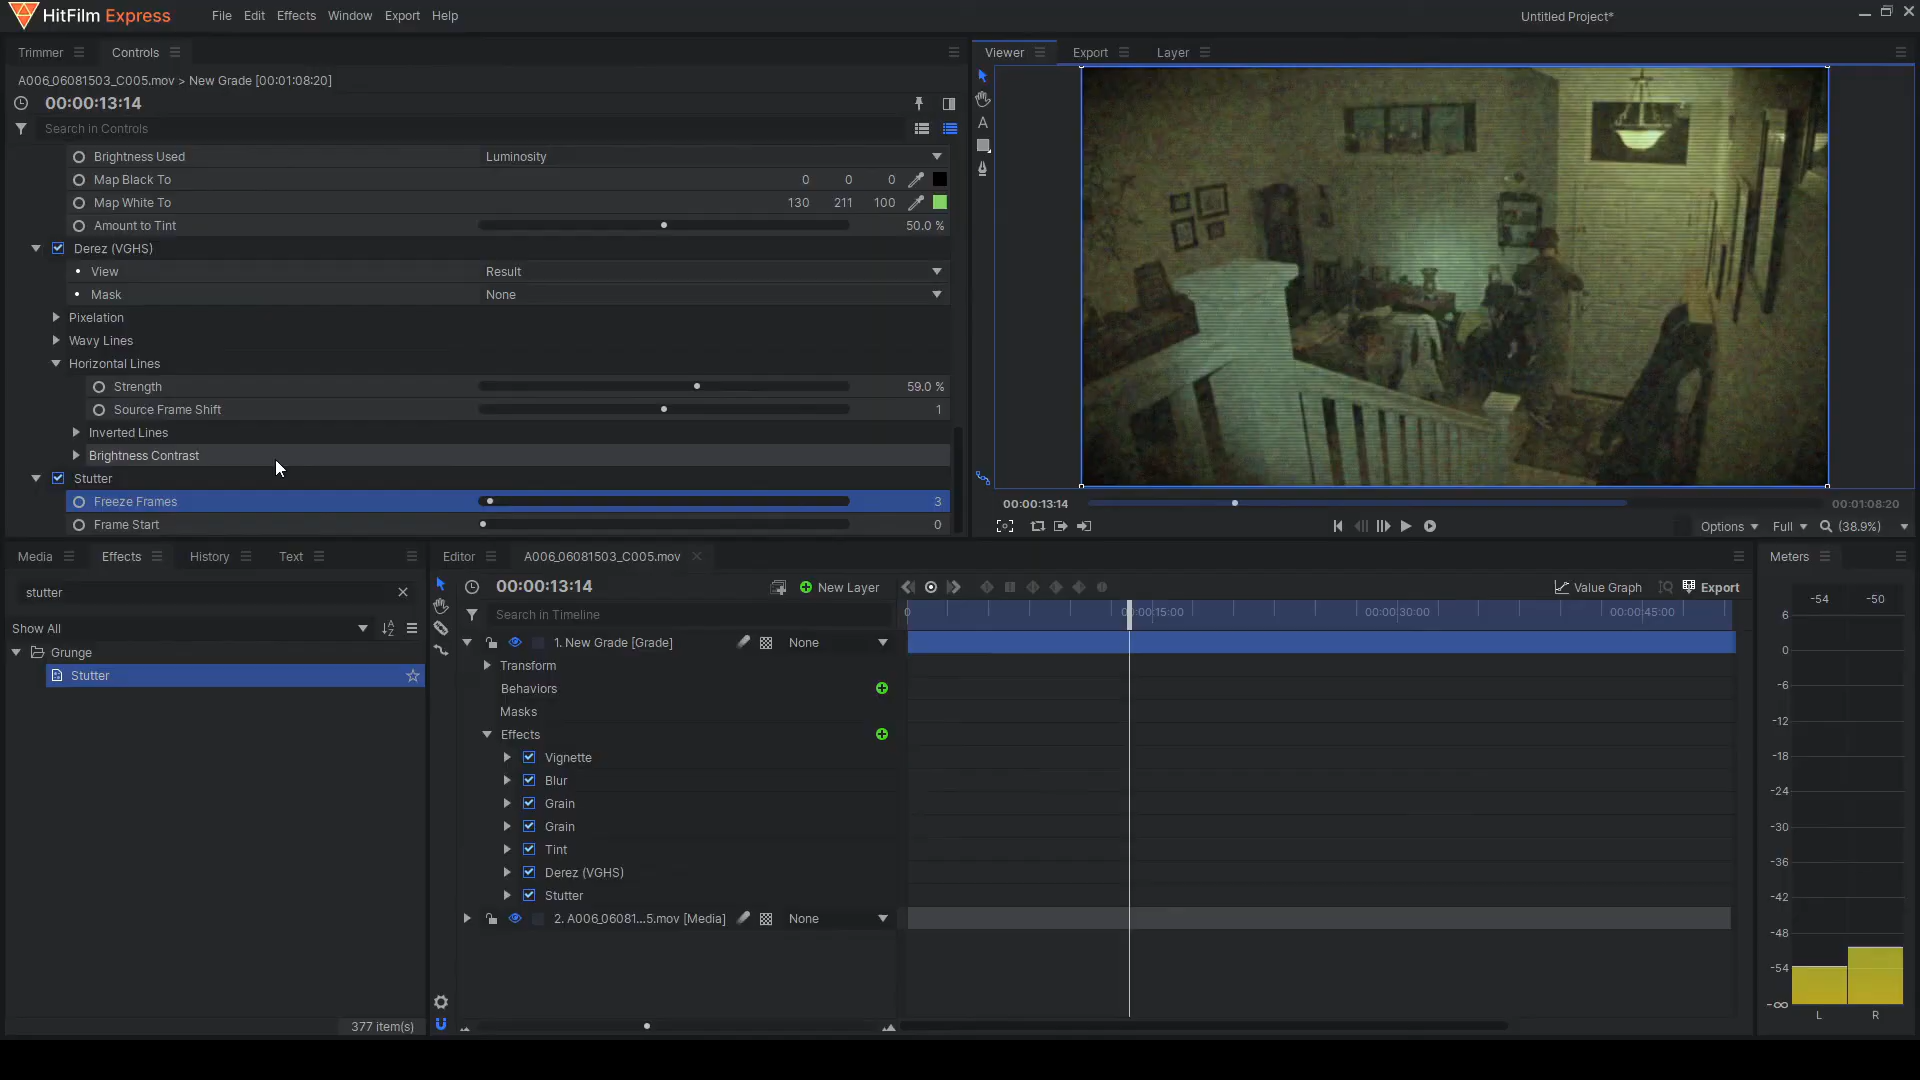 HitFilm Express
File Edit Effects Window Export Help
Untitled Project*
Trimmer Controls
A006_06081503_C005.mov > New Grade [00:01:08:20]
00:00:13:14
Search in Controls
Brightness Used Luminosity
Map Black To 0 0 0
Map White To 130 211 100
Amount to Tint 50.0 %
Derez (VGHS)
View Result
Mask None
Pixelation
Wavy Lines
Horizontal Lines
Strength 59.0 %
Source Frame Shift 1
Inverted Lines
Brightness Contrast
Stutter
Freeze Frames 3
Frame Start 0
Viewer Export Layer
A
00:00:13:14 00:01:08:20
Options Full (38.9%)
Media Effects History Text
stutter
Show All
Grunge
Stutter
377 item(s)
Editor A006_06081503_C005.mov
00:00:13:14 New Layer Value Graph Export
Search in Timeline
0 00:00:15:00 00:00:30:00 00:00:45:00
1. New Grade [Grade] None
Transform
Behaviors
Masks
Effects
Vignette
Blur
Grain
Grain
Tint
Derez (VGHS)
Stutter
2. A006_06081...5.mov [Media] None
Meters
-54 -50
6
0
-6
-12
-18
-24
-30
-36
-42
-48
-54
-∞
L R